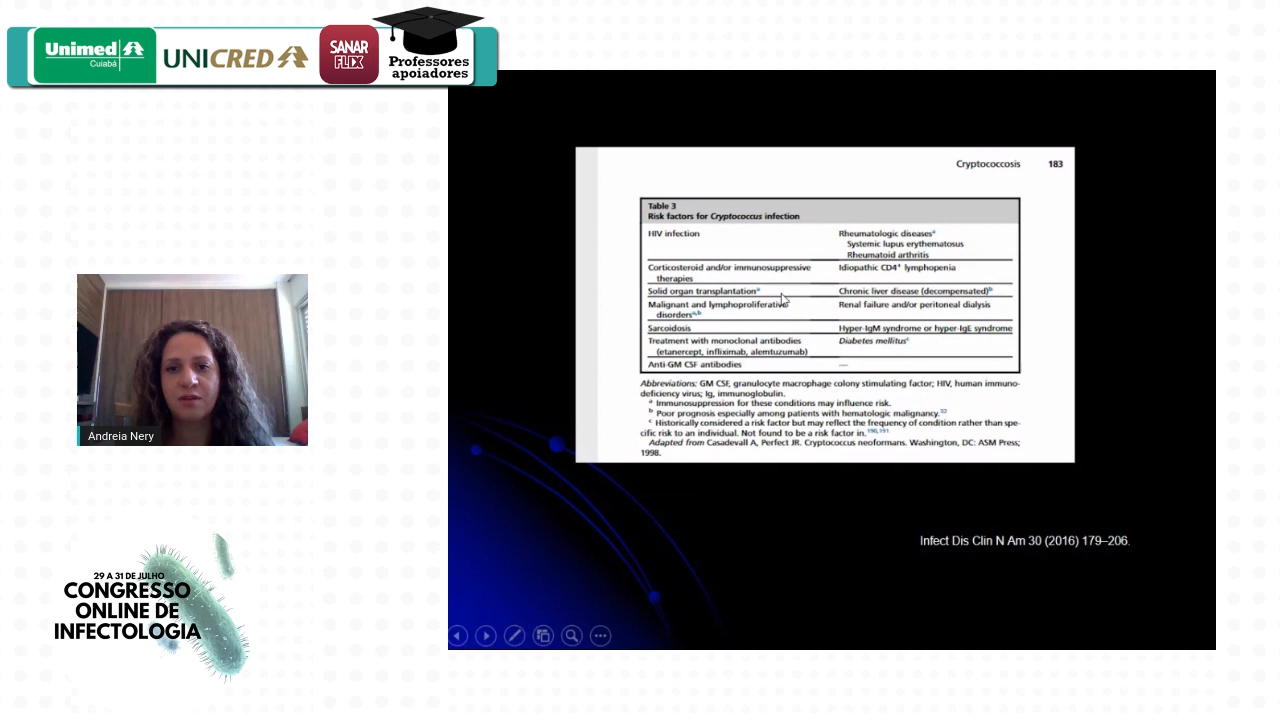 Unimed
Cuiabá
UNICRED
SANAR
FLIX
Professores
apoiadores
Cryptococcosis 183
Table 3
Risk factors for Cryptococcus infection
HIV infection
Rheumatologic diseasesᵃ
Systemic lupus erythematosus
Rheumatoid arthritis
Corticosteroid and/or immunosuppressive
therapies
Idiopathic CD4⁺ lymphopenia
Solid organ transplantationᵃ
Chronic liver disease (decompensated)ᵇ
Malignant and lymphoproliferative
disordersᵃ,ᵇ
Renal failure and/or peritoneal dialysis
Sarcoidosis
Hyper-IgM syndrome or hyper-IgE syndrome
Treatment with monoclonal antibodies
(etanercept, infliximab, alemtuzumab)
Diabetes mellitusᶜ
Anti-GM CSF antibodies
—
Abbreviations: GM CSF, granulocyte macrophage colony stimulating factor; HIV, human immuno-
deficiency virus; Ig, immunoglobulin.
ᵃ Immunosuppression for these conditions may influence risk.
ᵇ Poor prognosis especially among patients with hematologic malignancy.³²
ᶜ Historically considered a risk factor but may reflect the frequency of condition rather than spe-
cific risk to an individual. Not found to be a risk factor in.¹⁹⁰,¹⁹¹
Adapted from Casadevall A, Perfect JR. Cryptococcus neoformans. Washington, DC: ASM Press;
1998.
Infect Dis Clin N Am 30 (2016) 179–206.
Andreia Nery
29 A 31 DE JULHO
CONGRESSO
ONLINE DE
INFECTOLOGIA